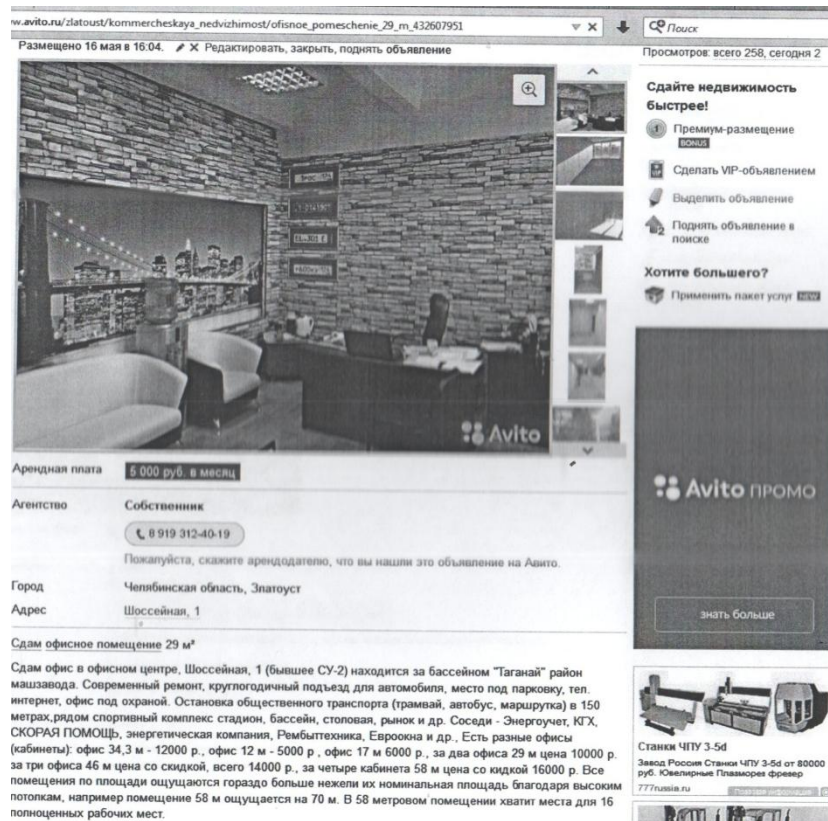 w.avito.ru/zlatoust/kommercheskaya_nedvizhimost/ofisnoe_pomeschenie_29_m_432607951
Поиск
Размещено 16 мая в 16:04. Редактировать, закрыть, поднять объявление
Просмотров: всего 258, сегодня 2
Сдайте недвижимость
быстрее!
Премиум-размещение
BONUS
Сделать VIP-объявлением
Выделить объявление
Поднять объявление в
поиске
Хотите большего?
Применить пакет услуг NEW
Avito
Avito ПРОМО
знать больше
Арендная плата 5 000 руб. в месяц
Агентство Собственник
8 919 312-40-19
Пожалуйста, скажите арендодателю, что вы нашли это объявление на Авито.
Город Челябинская область, Златоуст
Адрес Шоссейная, 1
Сдам офисное помещение 29 м²
Сдам офис в офисном центре, Шоссейная, 1 (бывшее СУ-2) находится за бассейном "Таганай" район
машзавода. Современный ремонт, круглогодичный подъезд для автомобиля, место под парковку, тел.
интернет, офис под охраной. Остановка общественного транспорта (трамвай, автобус, маршрутка) в 150
метрах,рядом спортивный комплекс стадион, бассейн, столовая, рынок и др. Соседи - Энергоучет, КГХ,
СКОРАЯ ПОМОЩЬ, энергетическая компания, Рембыттехника, Евроокна и др., Есть разные офисы
(кабинеты): офис 34,3 м - 12000 р., офис 12 м - 5000 р , офис 17 м 6000 р., за два офиса 29 м цена 10000 р.
за три офиса 46 м цена со скидкой, всего 14000 р., за четыре кабинета 58 м цена со кидкой 16000 р. Все
помещения по площади ощущаются гораздо больше нежели их номинальная площадь благодаря высоким
потолкам, например помещение 58 м ощущается на 70 м. В 58 метровом помещении хватит места для 16
полноценных рабочих мест.
Станки ЧПУ 3-5d
Завод Россия Станки ЧПУ 3-5d от 80000
руб. Ювелирные Плазморез фрезер
777russia.ru